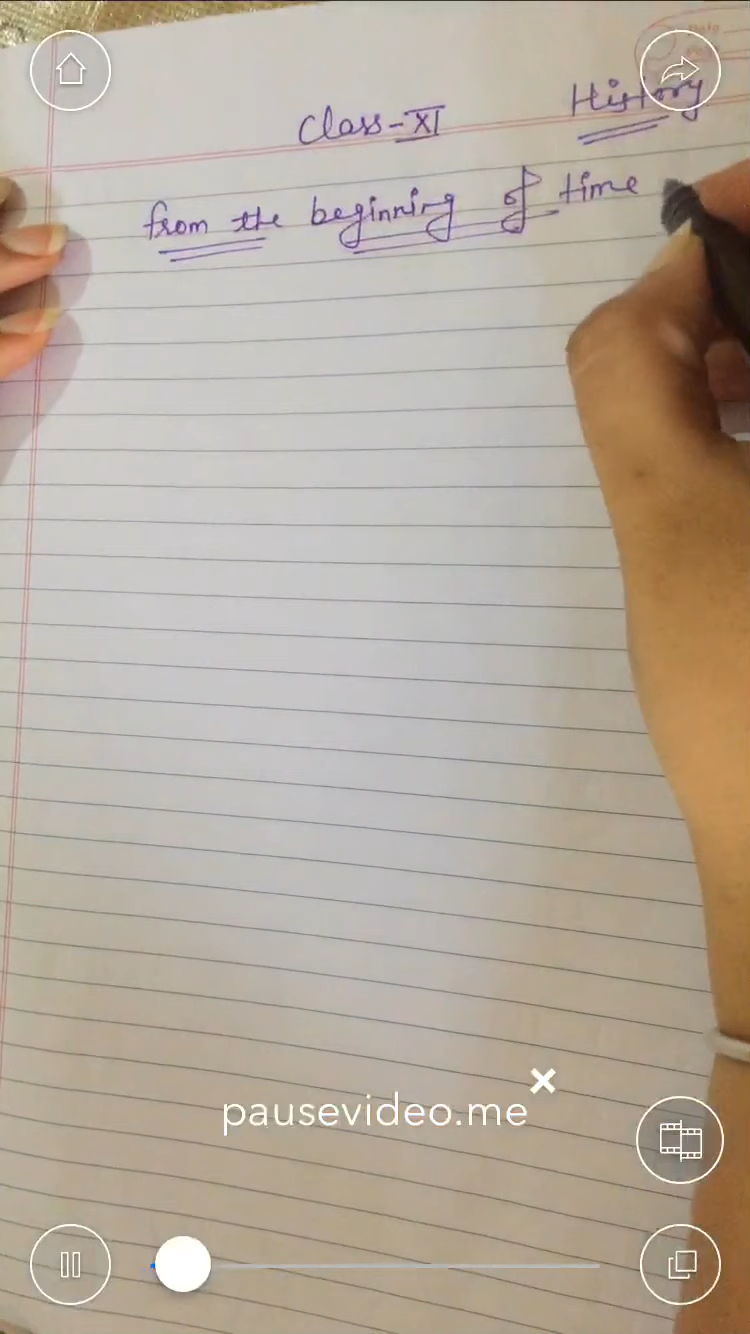 Class-XI
History
from the beginning of time
pausevideo.me